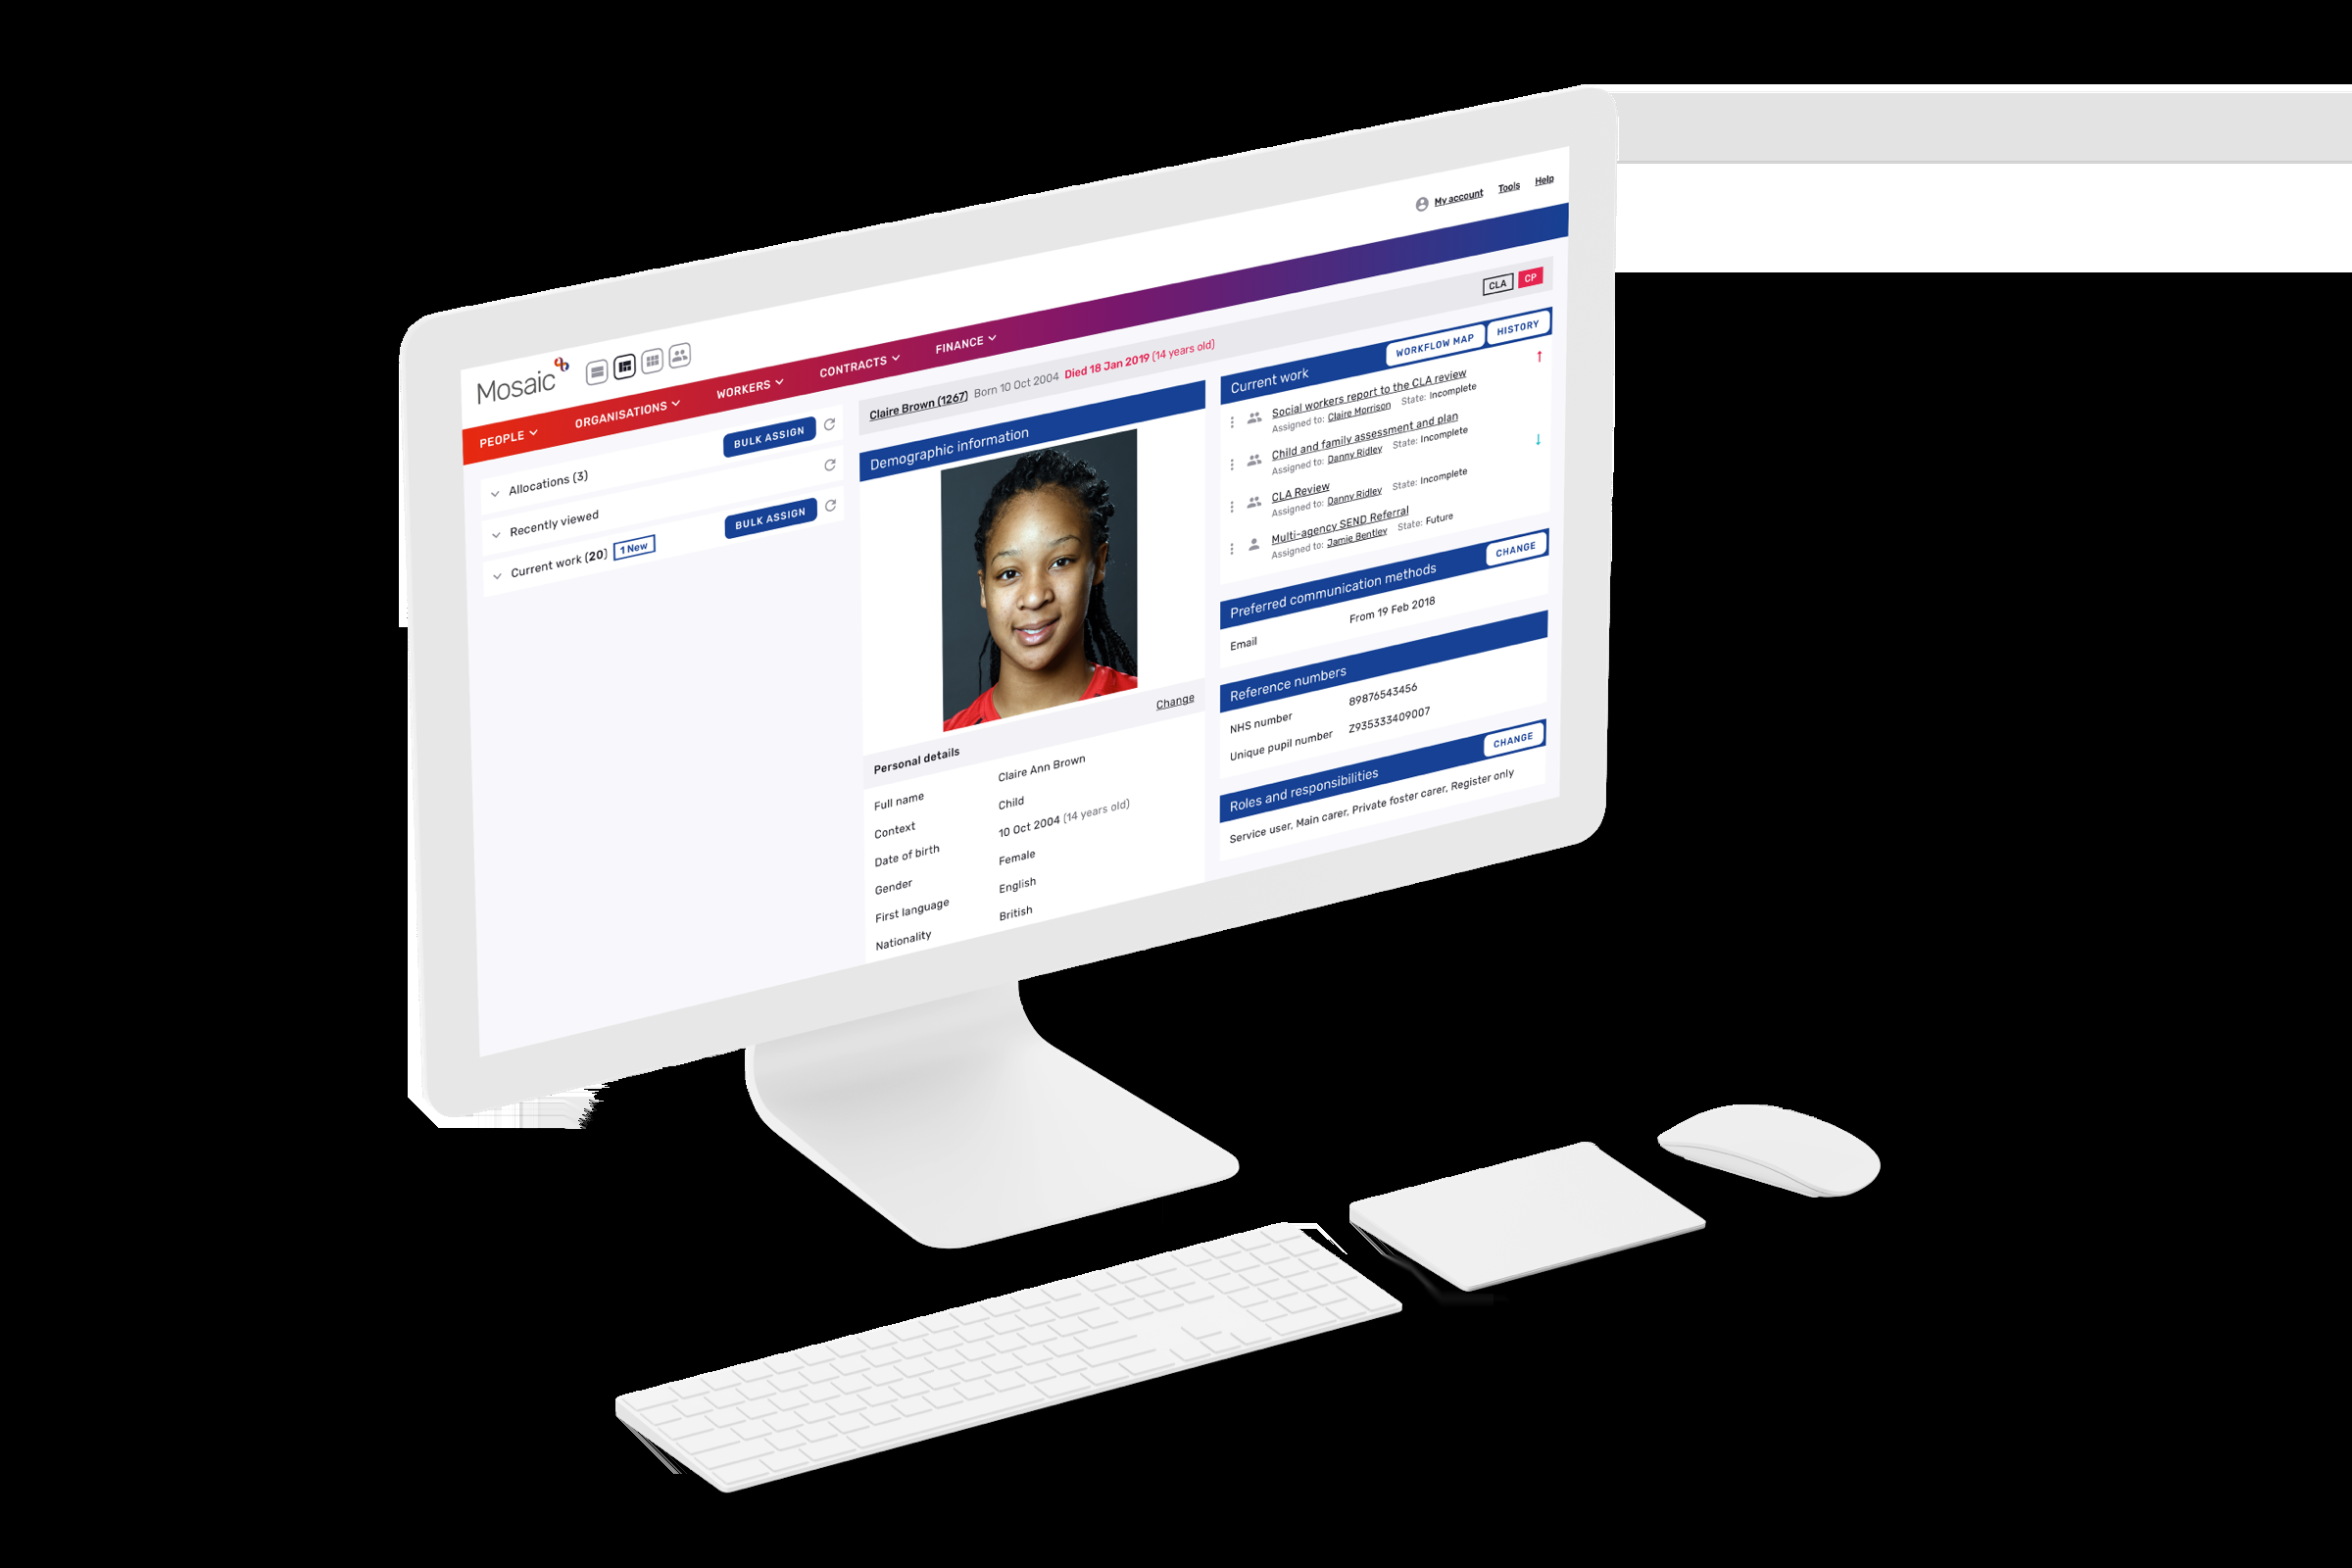 Mosaic
My account Tools Help
PEOPLE ORGANISATIONS WORKERS CONTRACTS FINANCE
Allocations (3) BULK ASSIGN
Recently viewed
Current work (20) 1 New BULK ASSIGN
Claire Brown (1267) Born 10 Oct 2004 Died 18 Jan 2019 (14 years old) CLA CP
Demographic information
Change
Personal details
Full name Claire Ann Brown
Context Child
Date of birth 10 Oct 2004 (14 years old)
Gender Female
First language English
Nationality British
Current work WORKFLOW MAP HISTORY
Social workers report to the CLA review
Assigned to: Claire Morrison State: Incomplete
Child and family assessment and plan
Assigned to: Danny Ridley State: Incomplete
CLA Review
Assigned to: Danny Ridley State: Incomplete
Multi-agency SEND Referral
Assigned to: Jamie Bentley State: Future
Preferred communication methods CHANGE
Email From 19 Feb 2018
Reference numbers
NHS number 89876543456
Unique pupil number Z935333409007
Roles and responsibilities CHANGE
Service user, Main carer, Private foster carer, Register only